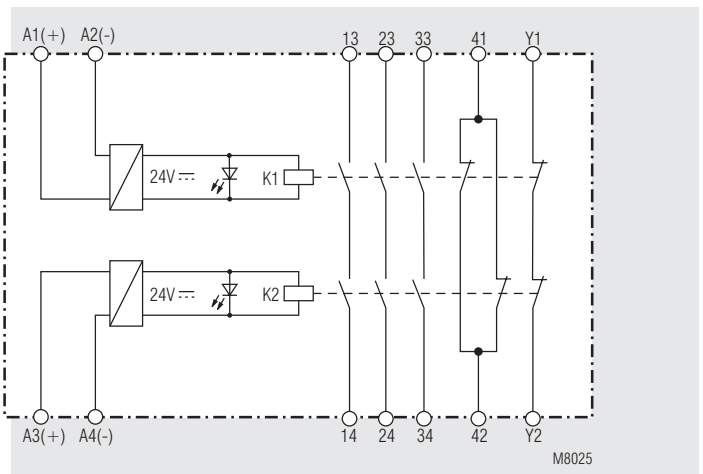 A1(+) A2(-) 13 23 33 41 Y1
24V ⎓ K1
24V ⎓ K2
A3(+) A4(-) 14 24 34 42 Y2
M8025